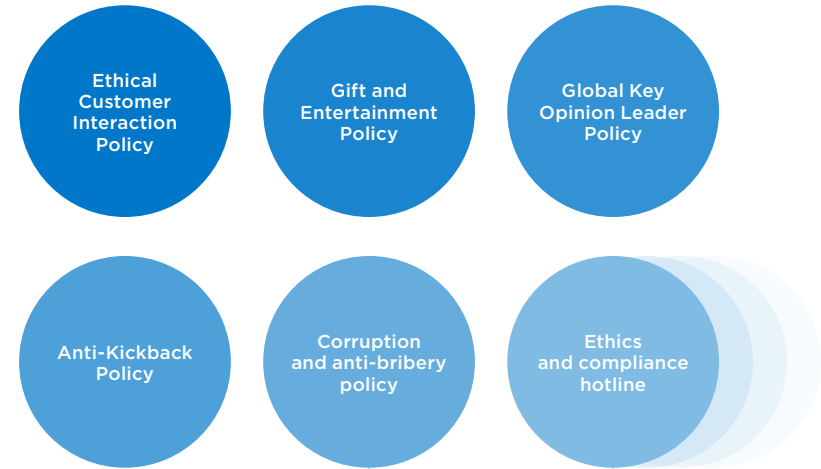 Ethical
Customer
Interaction
Policy
Gift and
Entertainment
Policy
Global Key
Opinion Leader
Policy
Anti-Kickback
Policy
Corruption
and anti-bribery
policy
Ethics
and compliance
hotline